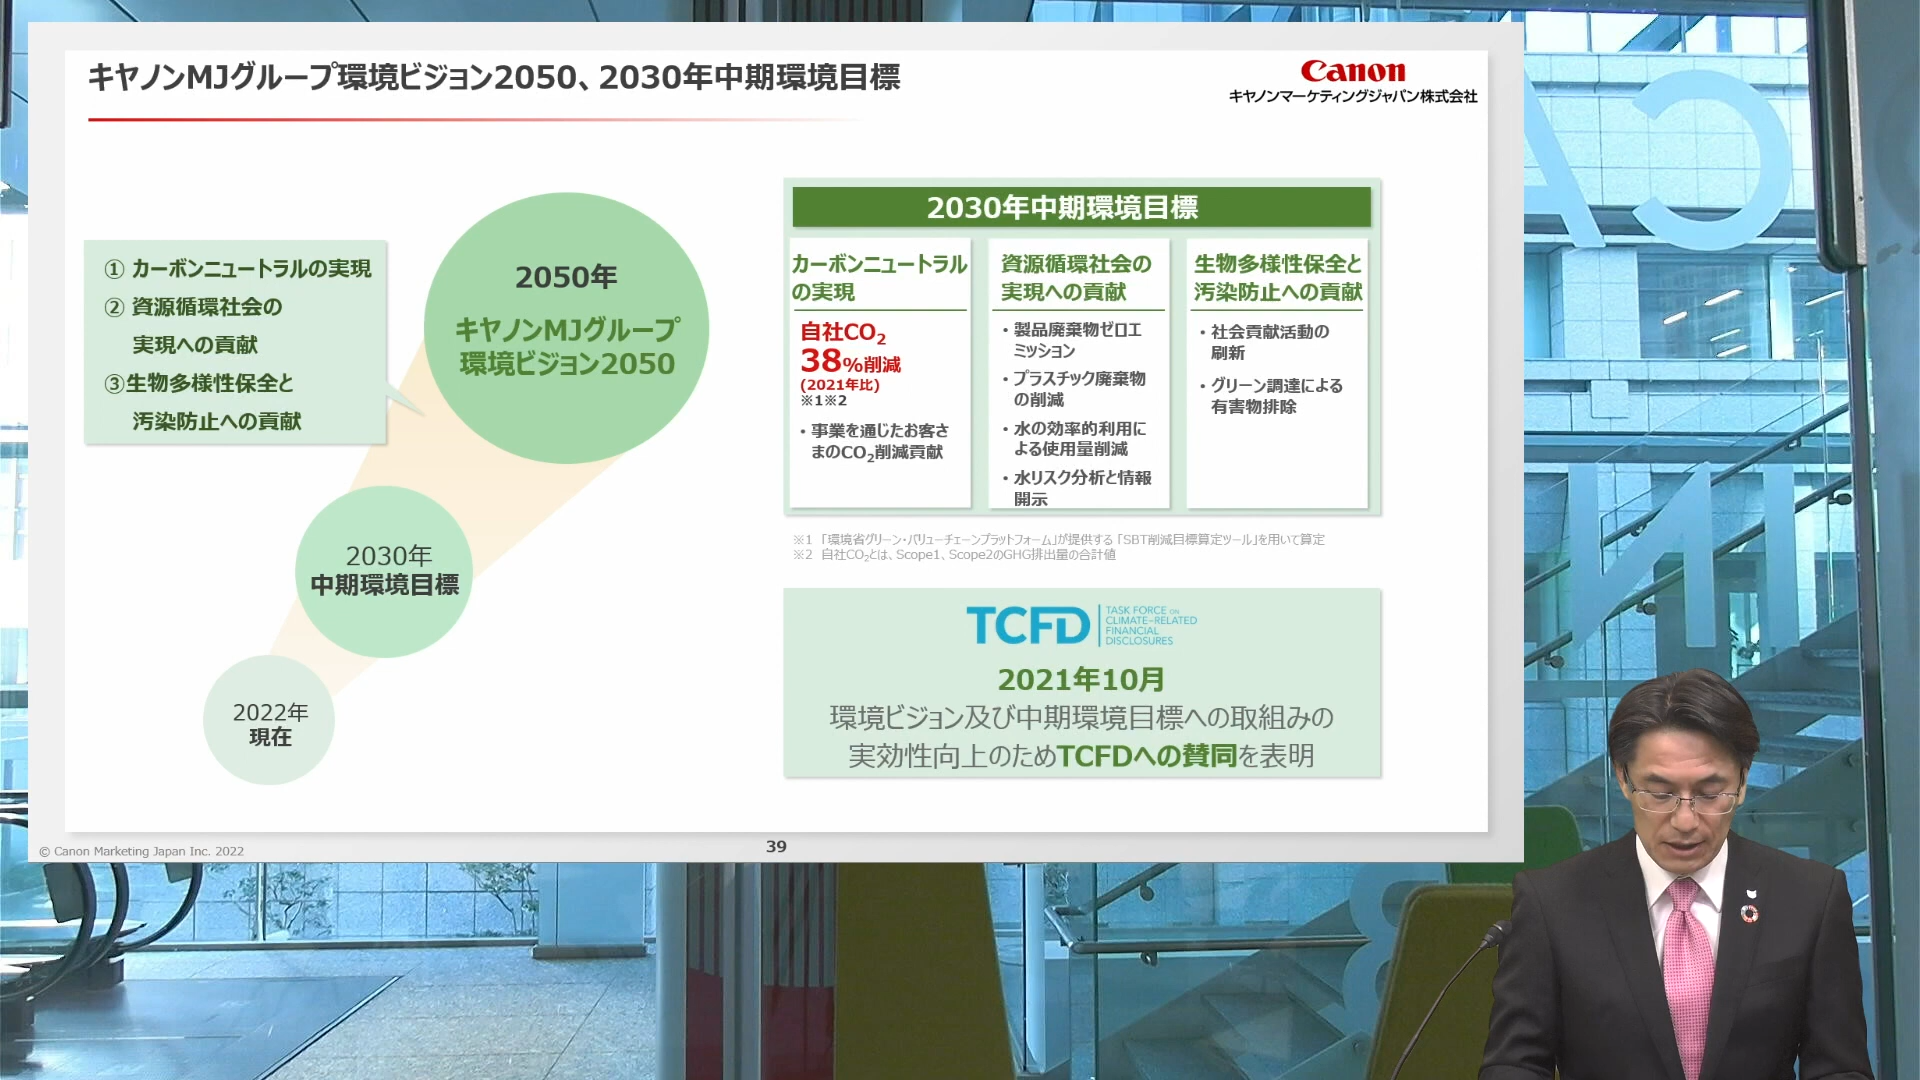 キヤノンMJグループ環境ビジョン2050、2030年中期環境目標
Canon
キヤノンマーケティングジャパン株式会社
① カーボンニュートラルの実現
② 資源循環社会の
実現への貢献
③生物多様性保全と
汚染防止への貢献
2050年
キヤノンMJグループ
環境ビジョン2050
2030年
中期環境目標
2022年
現在
2030年中期環境目標
カーボンニュートラル
の実現
自社CO2
38%削減
(2021年比)
※1※2
・事業を通じたお客さ
まのCO2削減貢献
資源循環社会の
実現への貢献
・製品廃棄物ゼロエ
ミッション
・プラスチック廃棄物
の削減
・水の効率的利用に
よる使用量削減
・水リスク分析と情報
開示
生物多様性保全と
汚染防止への貢献
・社会貢献活動の
刷新
・グリーン調達による
有害物排除
※1 「環境省グリーン・バリューチェーンプラットフォーム」が提供する「SBT削減目標算定ツール」を用いて算定
※2 自社CO2とは、Scope1、Scope2のGHG排出量の合計値
TCFD
TASK FORCE ON
CLIMATE-RELATED
FINANCIAL
DISCLOSURES
2021年10月
環境ビジョン及び中期環境目標への取組みの
実効性向上のためTCFDへの賛同を表明
© Canon Marketing Japan Inc. 2022
39